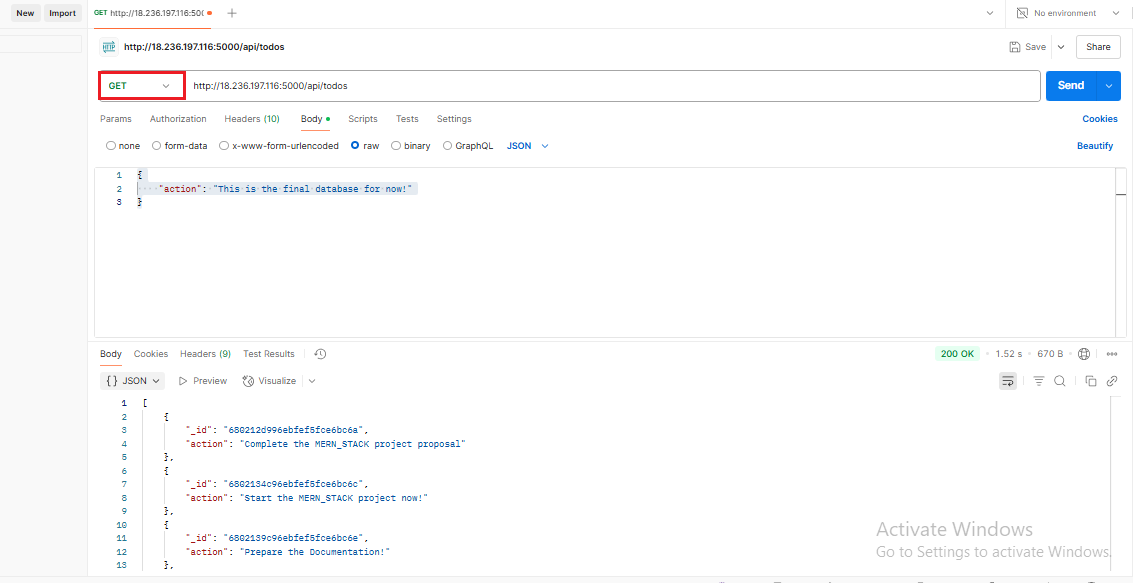 New Import GET http://18.236.197.116:500 No environment
http://18.236.197.116:5000/api/todos Save Share
GET http://18.236.197.116:5000/api/todos Send
Params Authorization Headers (10) Body Scripts Tests Settings Cookies
none form-data x-www-form-urlencoded raw binary GraphQL JSON Beautify
1 {
2 "action": "This is the final database for now!"
3 }
Body Cookies Headers (9) Test Results 200 OK 1.52 s 670 B
{} JSON Preview Visualize
1 [
2 {
3 "_id": "680212d996ebfef5fce6bc6a",
4 "action": "Complete the MERN_STACK project proposal"
5 },
6 {
7 "_id": "6802134c96ebfef5fce6bc6c",
8 "action": "Start the MERN_STACK project now!"
9 },
10 {
11 "_id": "6802139c96ebfef5fce6bc6e",
12 "action": "Prepare the Documentation!"
13 },
Activate Windows
Go to Settings to activate Windows.